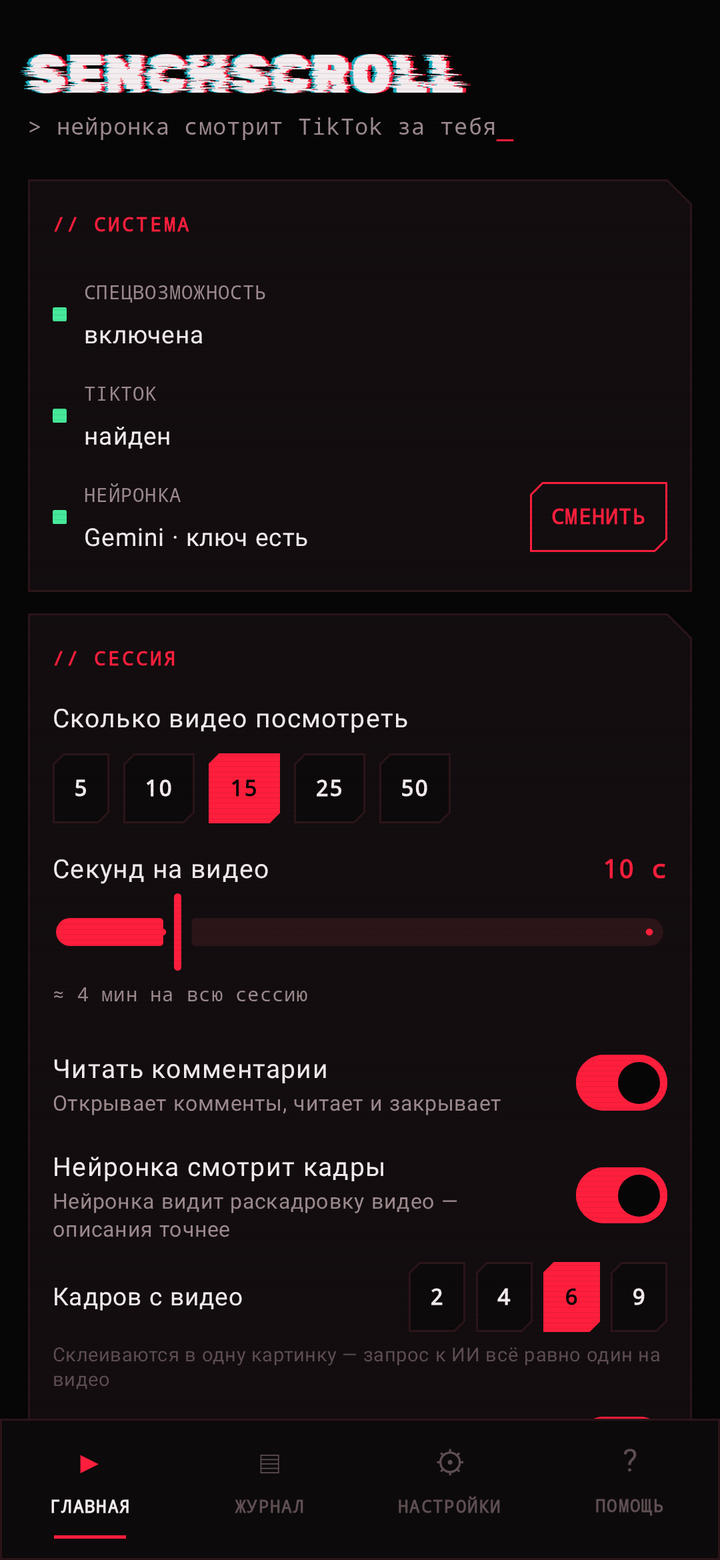 SENCHSCROLL
> нейронка смотрит TikTok за тебя_
// СИСТЕМА
СПЕЦВОЗМОЖНОСТЬ
включена
TIKTOK
найден
НЕЙРОНКА
Gemini · ключ есть
СМЕНИТЬ
// СЕССИЯ
Сколько видео посмотреть
5 10 15 25 50
Секунд на видео 10 с
≈ 4 мин на всю сессию
Читать комментарии
Открывает комменты, читает и закрывает
Нейронка смотрит кадры
Нейронка видит раскадровку видео —
описания точнее
Кадров с видео 2 4 6 9
Склеиваются в одну картинку — запрос к ИИ всё равно один на
видео
ГЛАВНАЯ ЖУРНАЛ НАСТРОЙКИ ПОМОЩЬ